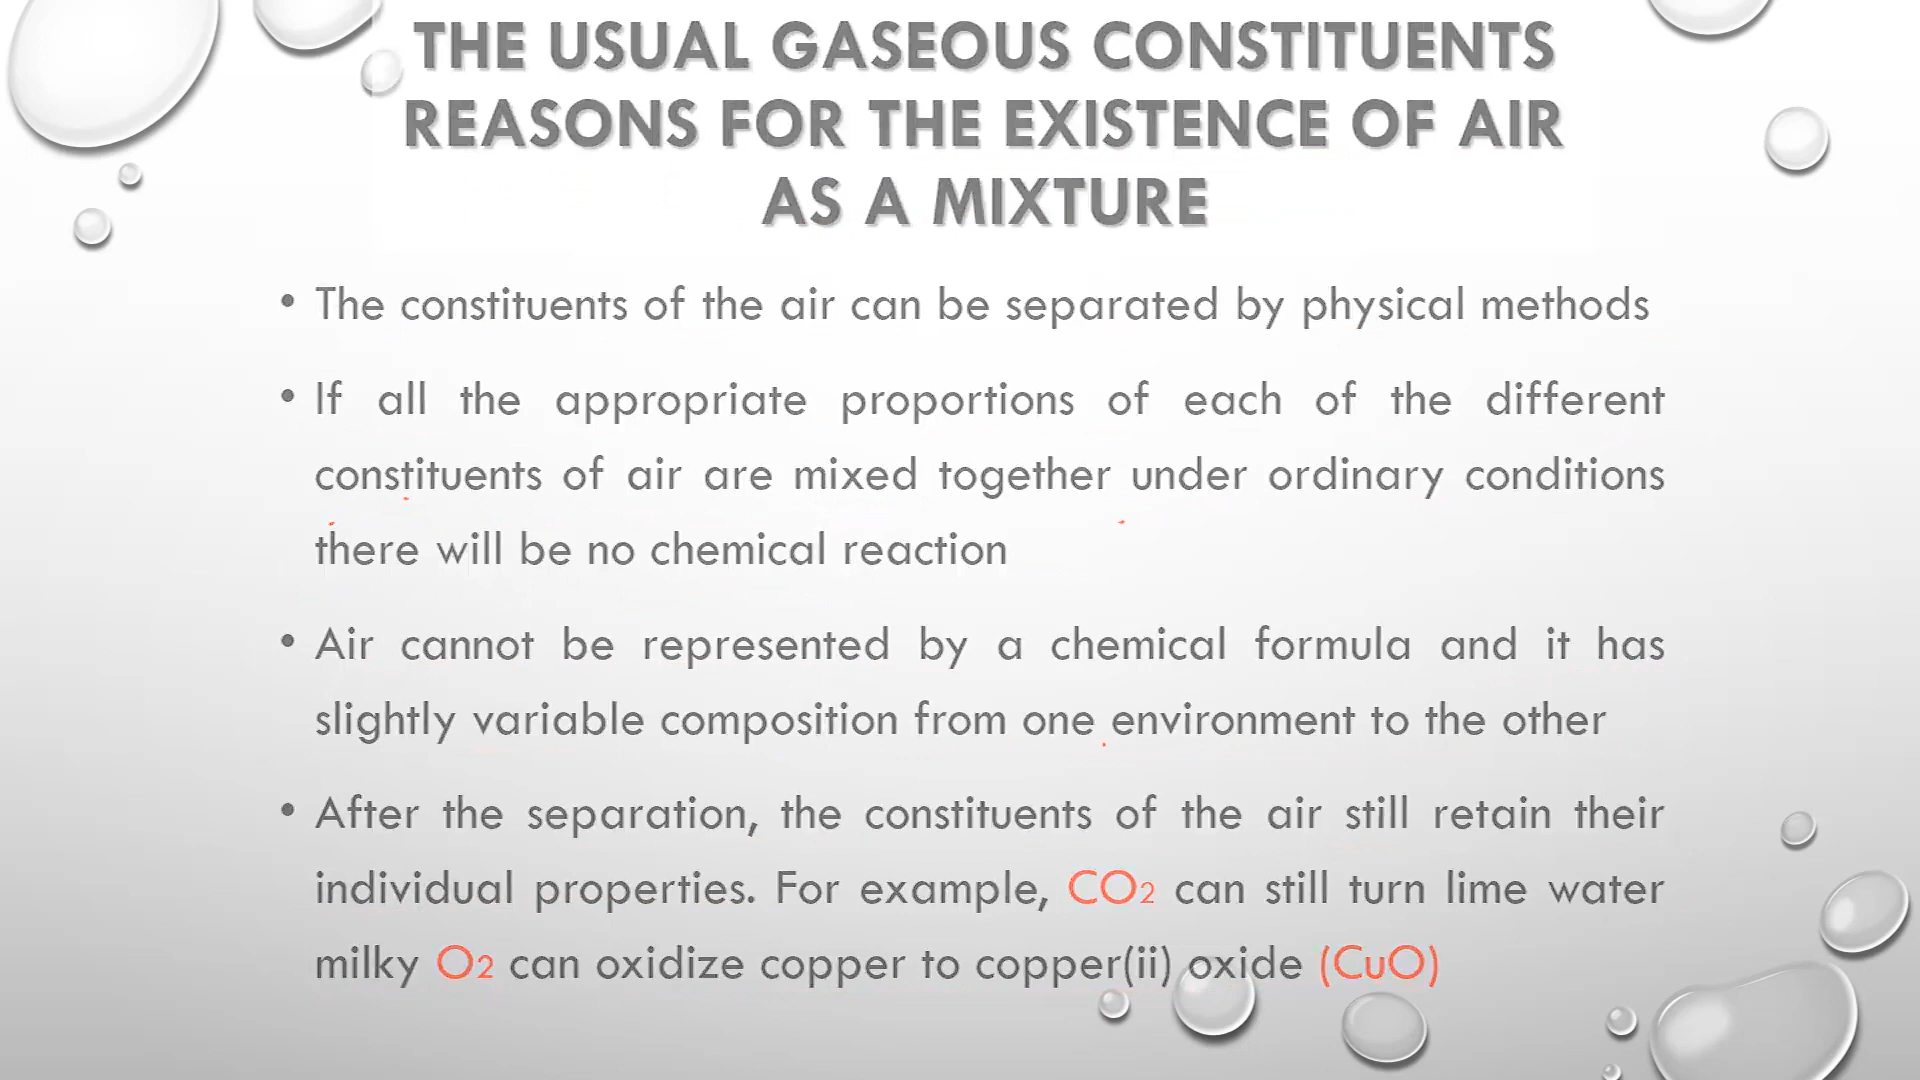 THE USUAL GASEOUS CONSTITUENTS
REASONS FOR THE EXISTENCE OF AIR
AS A MIXTURE
• The constituents of the air can be separated by physical methods
• If all the appropriate proportions of each of the different
constituents of air are mixed together under ordinary conditions
there will be no chemical reaction
• Air cannot be represented by a chemical formula and it has
slightly variable composition from one environment to the other
• After the separation, the constituents of the air still retain their
individual properties. For example, CO2 can still turn lime water
milky O2 can oxidize copper to copper(ii) oxide (CuO)